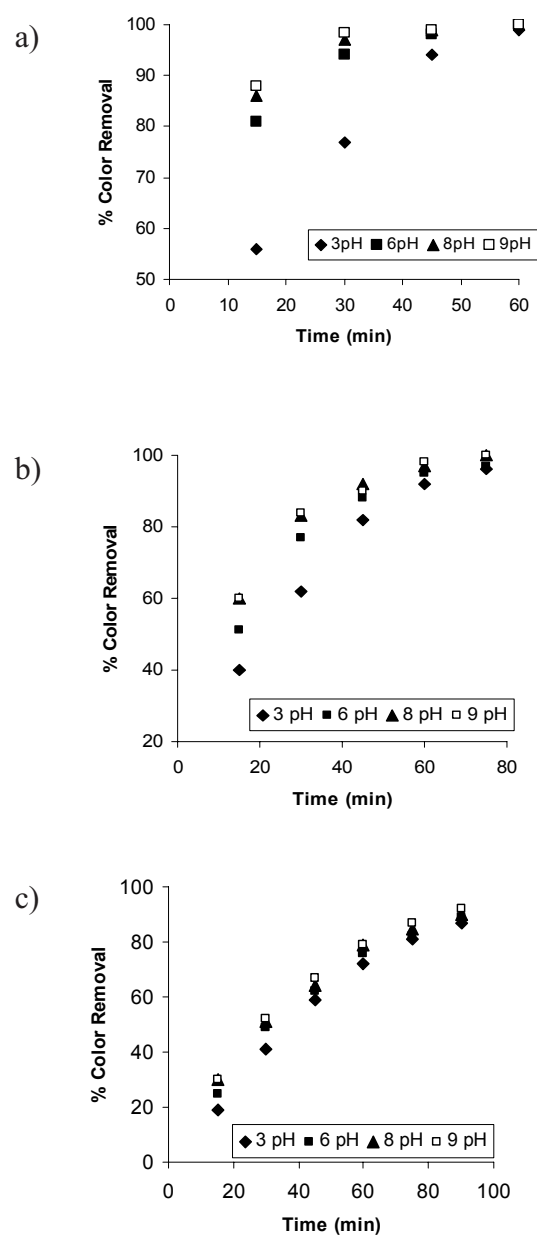 a)
100
90
80
70
60
50
% Color Removal
3pH 6pH 8pH 9pH
0 10 20 30 40 50 60
Time (min)
b)
100
80
60
40
20
% Color Removal
3 pH 6 pH 8 pH 9 pH
0 20 40 60 80
Time (min)
c)
100
80
60
40
20
0
% Color Removal
3 pH 6 pH 8 pH 9 pH
0 20 40 60 80 100
Time (min)